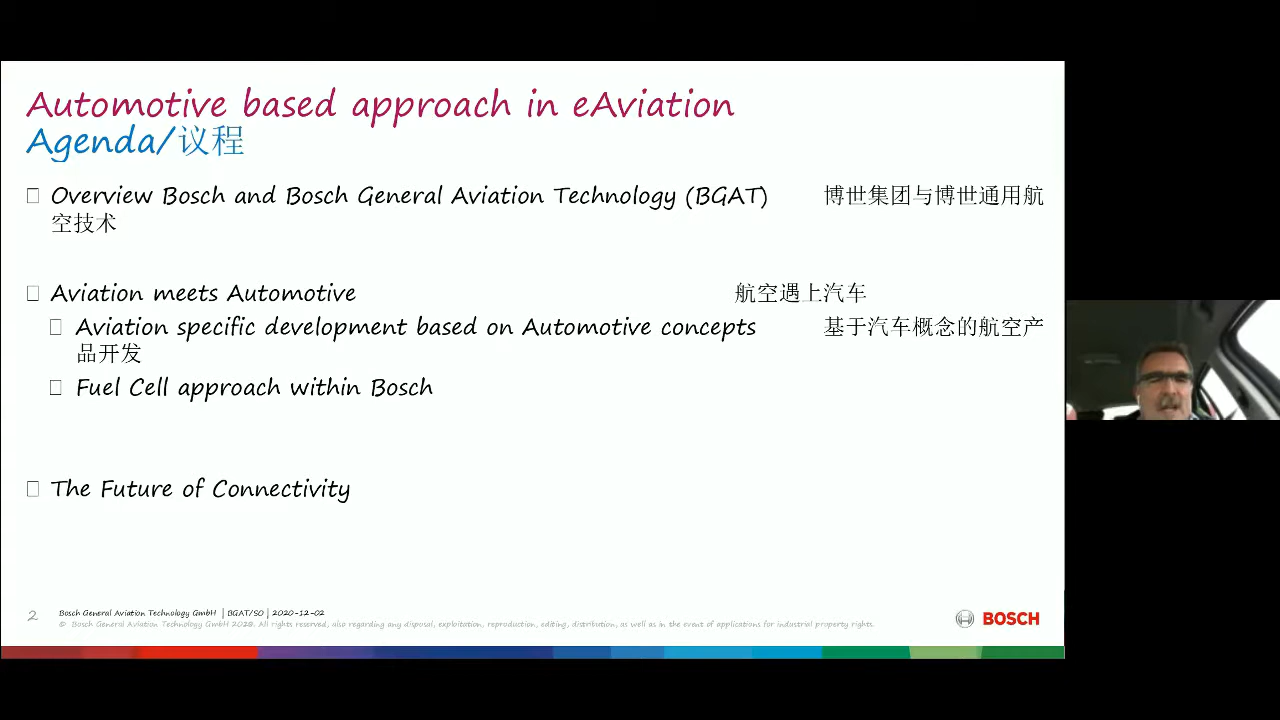 Automotive based approach in eAviation
Agenda/议程
Overview Bosch and Bosch General Aviation Technology (BGAT) 博世集团与博世通用航
空技术
Aviation meets Automotive 航空遇上汽车
Aviation specific development based on Automotive concepts 基于汽车概念的航空产
品开发
Fuel Cell approach within Bosch
The Future of Connectivity
2 Bosch General Aviation Technology GmbH | BGAT/SO | 2020-12-02
© Bosch General Aviation Technology GmbH 2018. All rights reserved, also regarding any disposal, exploitation, reproduction, editing, distribution, as well as in the event of applications for industrial property rights.
BOSCH